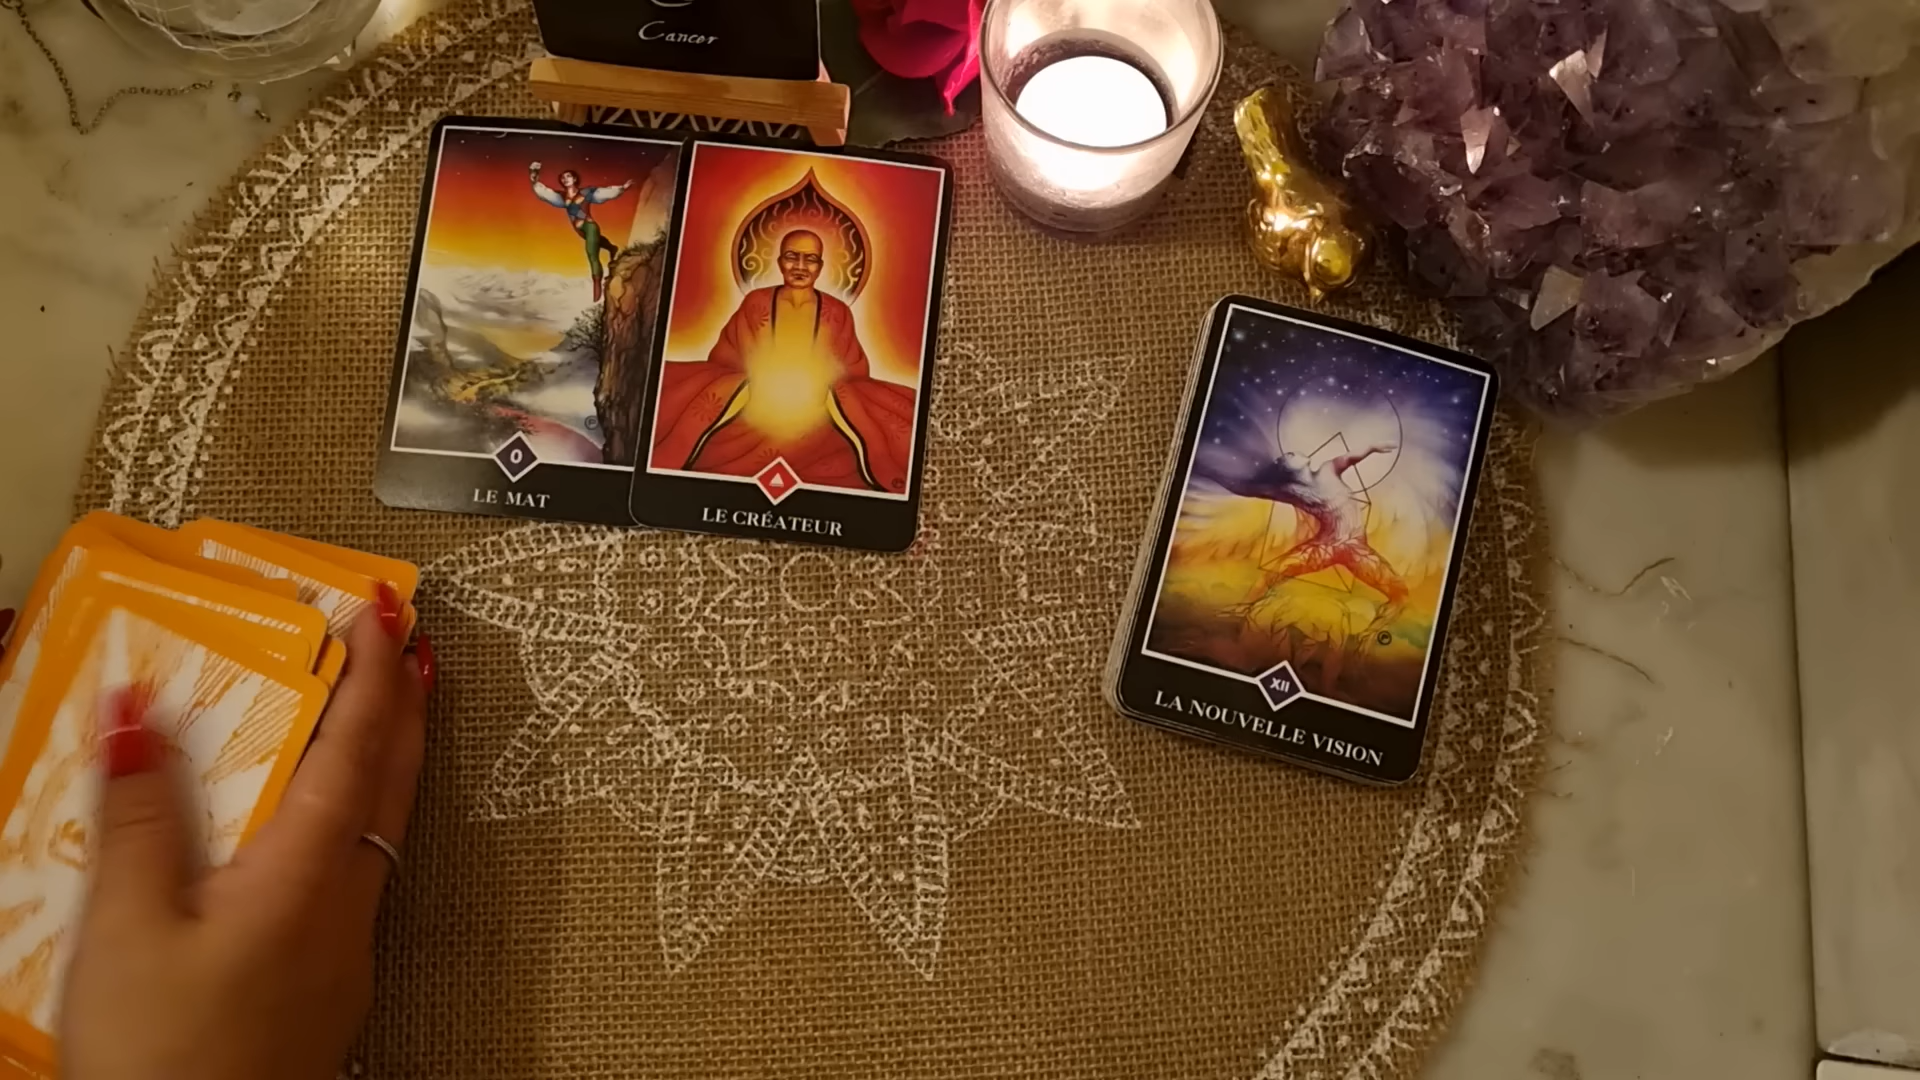 Cancer
0
LE MAT
LE CRÉATEUR
XII
LA NOUVELLE VISION